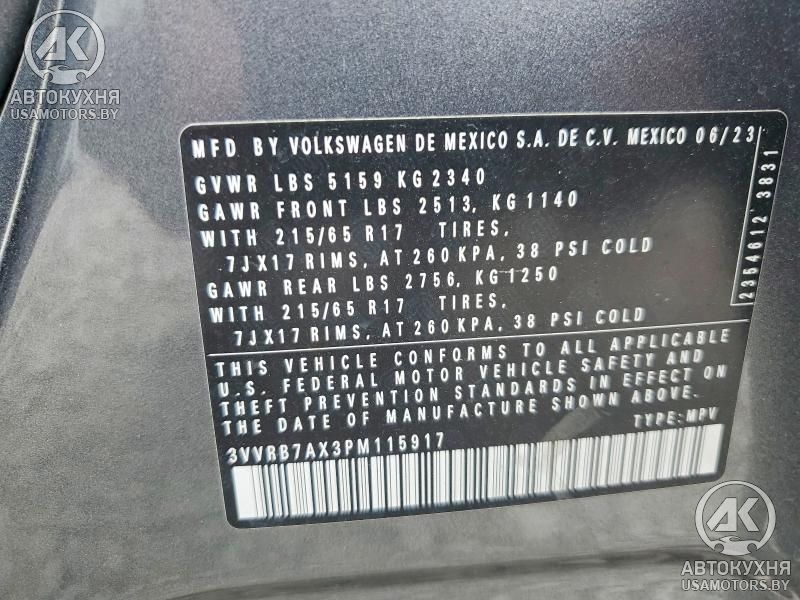 АК
АВТОКУХНЯ
USAMOTORS.BY
MFD BY VOLKSWAGEN DE MEXICO S.A. DE C.V. MEXICO 06/23
GVWR LBS 5159 KG 2340
GAWR FRONT LBS 2513, KG 1140
WITH 215/65 R17 TIRES,
7JX17 RIMS, AT 260 KPA, 38 PSI COLD
GAWR REAR LBS 2756, KG 1250
WITH 215/65 R17 TIRES,
7JX17 RIMS, AT 260 KPA, 38 PSI COLD
2354612 3831
THIS VEHICLE CONFORMS TO ALL APPLICABLE
U.S. FEDERAL MOTOR VEHICLE SAFETY AND
THEFT PREVENTION STANDARDS IN EFFECT ON
THE DATE OF MANUFACTURE SHOWN ABOVE.
TYPE: MPV
3VVRB7AX3PM115917
АК
АВТОКУХНЯ
USAMOTORS.BY